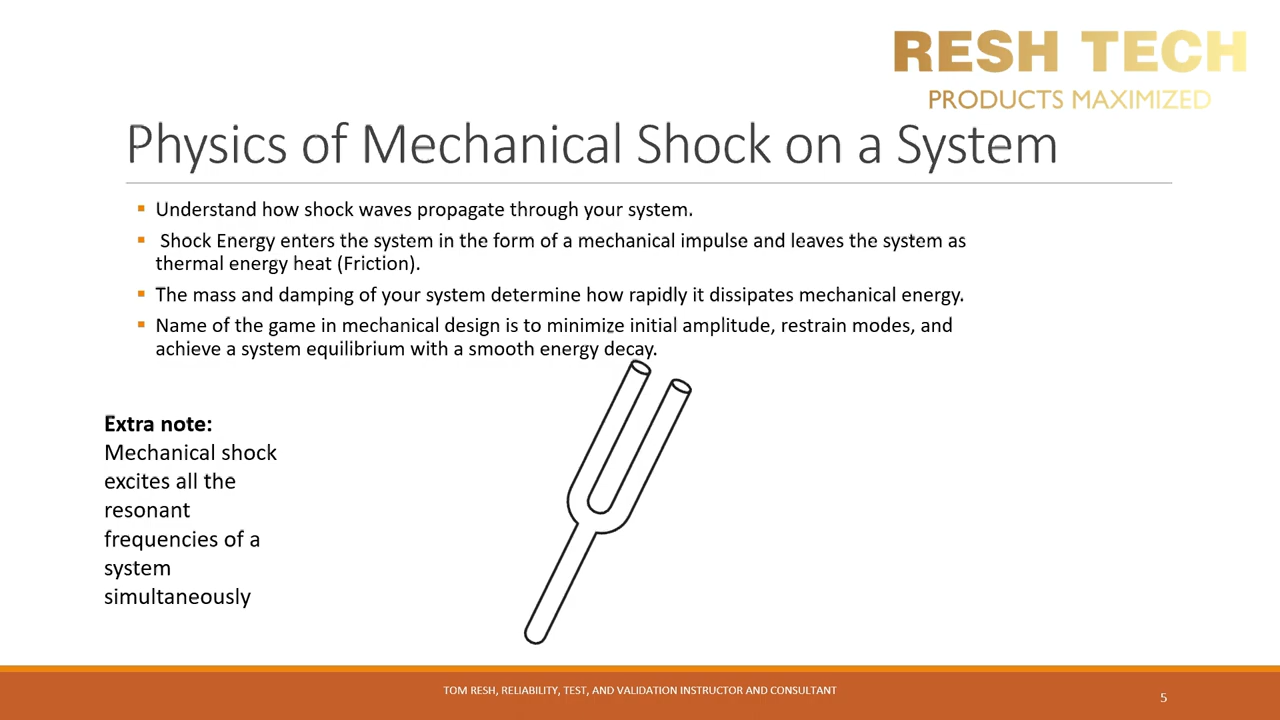 RESH TECH
PRODUCTS MAXIMIZED
Physics of Mechanical Shock on a System
▪ Understand how shock waves propagate through your system.
▪ Shock Energy enters the system in the form of a mechanical impulse and leaves the system as
thermal energy heat (Friction).
▪ The mass and damping of your system determine how rapidly it dissipates mechanical energy.
▪ Name of the game in mechanical design is to minimize initial amplitude, restrain modes, and
achieve a system equilibrium with a smooth energy decay.
Extra note:
Mechanical shock
excites all the
resonant
frequencies of a
system
simultaneously
TOM RESH, RELIABILITY, TEST, AND VALIDATION INSTRUCTOR AND CONSULTANT
5